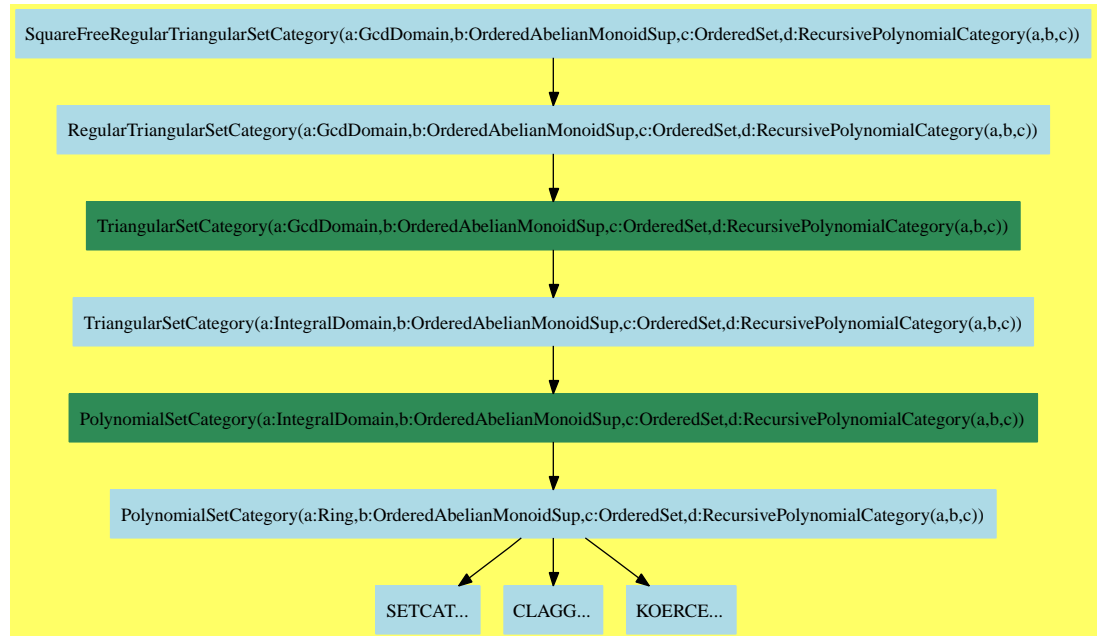 SquareFreeRegularTriangularSetCategory(a:GcdDomain,b:OrderedAbelianMonoidSup,c:OrderedSet,d:RecursivePolynomialCategory(a,b,c))
RegularTriangularSetCategory(a:GcdDomain,b:OrderedAbelianMonoidSup,c:OrderedSet,d:RecursivePolynomialCategory(a,b,c))
TriangularSetCategory(a:GcdDomain,b:OrderedAbelianMonoidSup,c:OrderedSet,d:RecursivePolynomialCategory(a,b,c))
TriangularSetCategory(a:IntegralDomain,b:OrderedAbelianMonoidSup,c:OrderedSet,d:RecursivePolynomialCategory(a,b,c))
PolynomialSetCategory(a:IntegralDomain,b:OrderedAbelianMonoidSup,c:OrderedSet,d:RecursivePolynomialCategory(a,b,c))
PolynomialSetCategory(a:Ring,b:OrderedAbelianMonoidSup,c:OrderedSet,d:RecursivePolynomialCategory(a,b,c))
SETCAT... CLAGG... KOERCE...